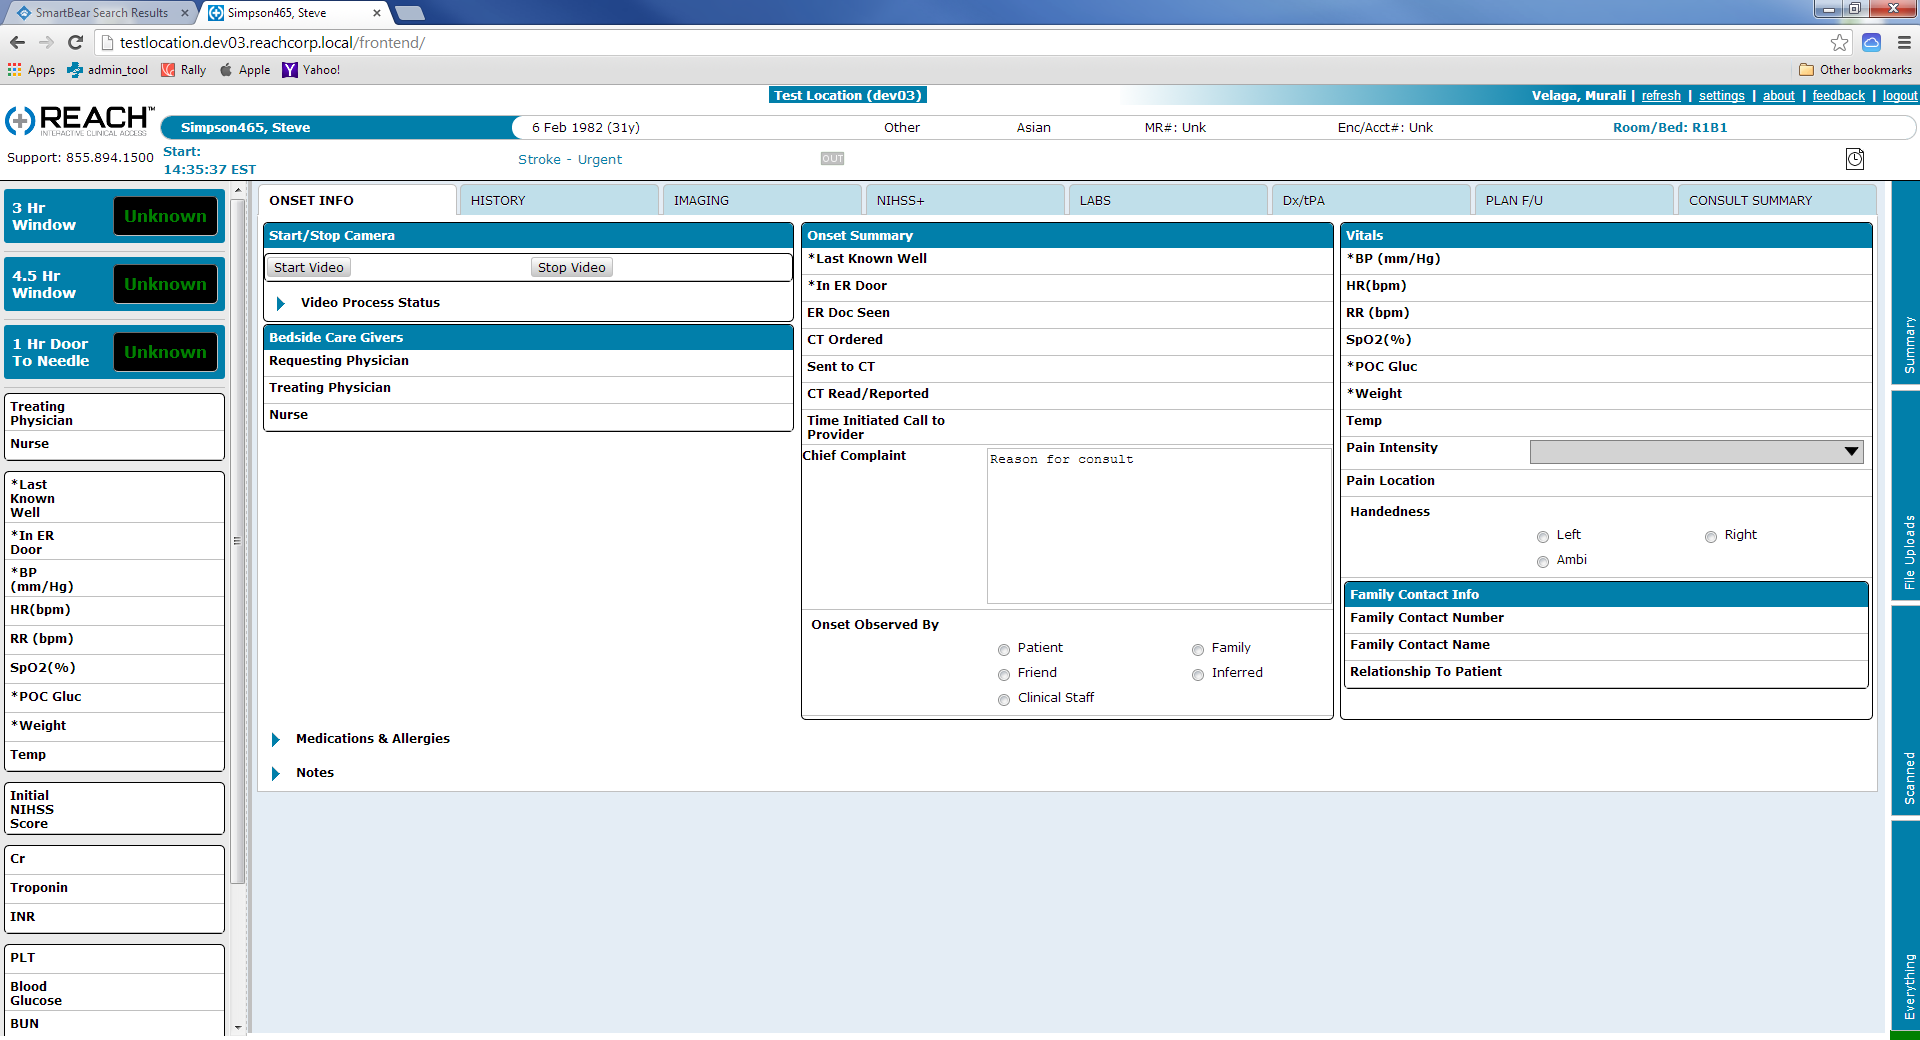 SmartBear Search Results
Simpson465, Steve
testlocation.dev03.reachcorp.local/frontend/
Apps admin_tool Rally Apple Yahoo! Other bookmarks
Test Location (dev03) Velaga, Murali | refresh | settings | about | feedback | logout
REACH™
INTERACTIVE CLINICAL ACCESS
Simpson465, Steve 6 Feb 1982 (31y) Other Asian MR#: Unk Enc/Acct#: Unk Room/Bed: R1B1
Support: 855.894.1500
Start:
14:35:37 EST
Stroke - Urgent OUT
3 Hr
Window
Unknown
4.5 Hr
Window
Unknown
1 Hr Door
To Needle
Unknown
Treating
Physician
Nurse
*Last
Known
Well
*In ER
Door
*BP
(mm/Hg)
HR(bpm)
RR (bpm)
SpO2(%)
*POC Gluc
*Weight
Temp
Initial
NIHSS
Score
Cr
Troponin
INR
PLT
Blood
Glucose
BUN
ONSET INFO HISTORY IMAGING NIHSS+ LABS Dx/tPA PLAN F/U CONSULT SUMMARY
Start/Stop Camera
Start Video Stop Video
Video Process Status
Bedside Care Givers
Requesting Physician
Treating Physician
Nurse
Onset Summary
*Last Known Well
*In ER Door
ER Doc Seen
CT Ordered
Sent to CT
CT Read/Reported
Time Initiated Call to
Provider
Chief Complaint Reason for consult
Onset Observed By
Patient Family
Friend Inferred
Clinical Staff
Vitals
*BP (mm/Hg)
HR(bpm)
RR (bpm)
SpO2(%)
*POC Gluc
*Weight
Temp
Pain Intensity
Pain Location
Handedness
Left Right
Ambi
Family Contact Info
Family Contact Number
Family Contact Name
Relationship To Patient
Medications & Allergies
Notes
Summary
File Uploads
Scanned
Everything